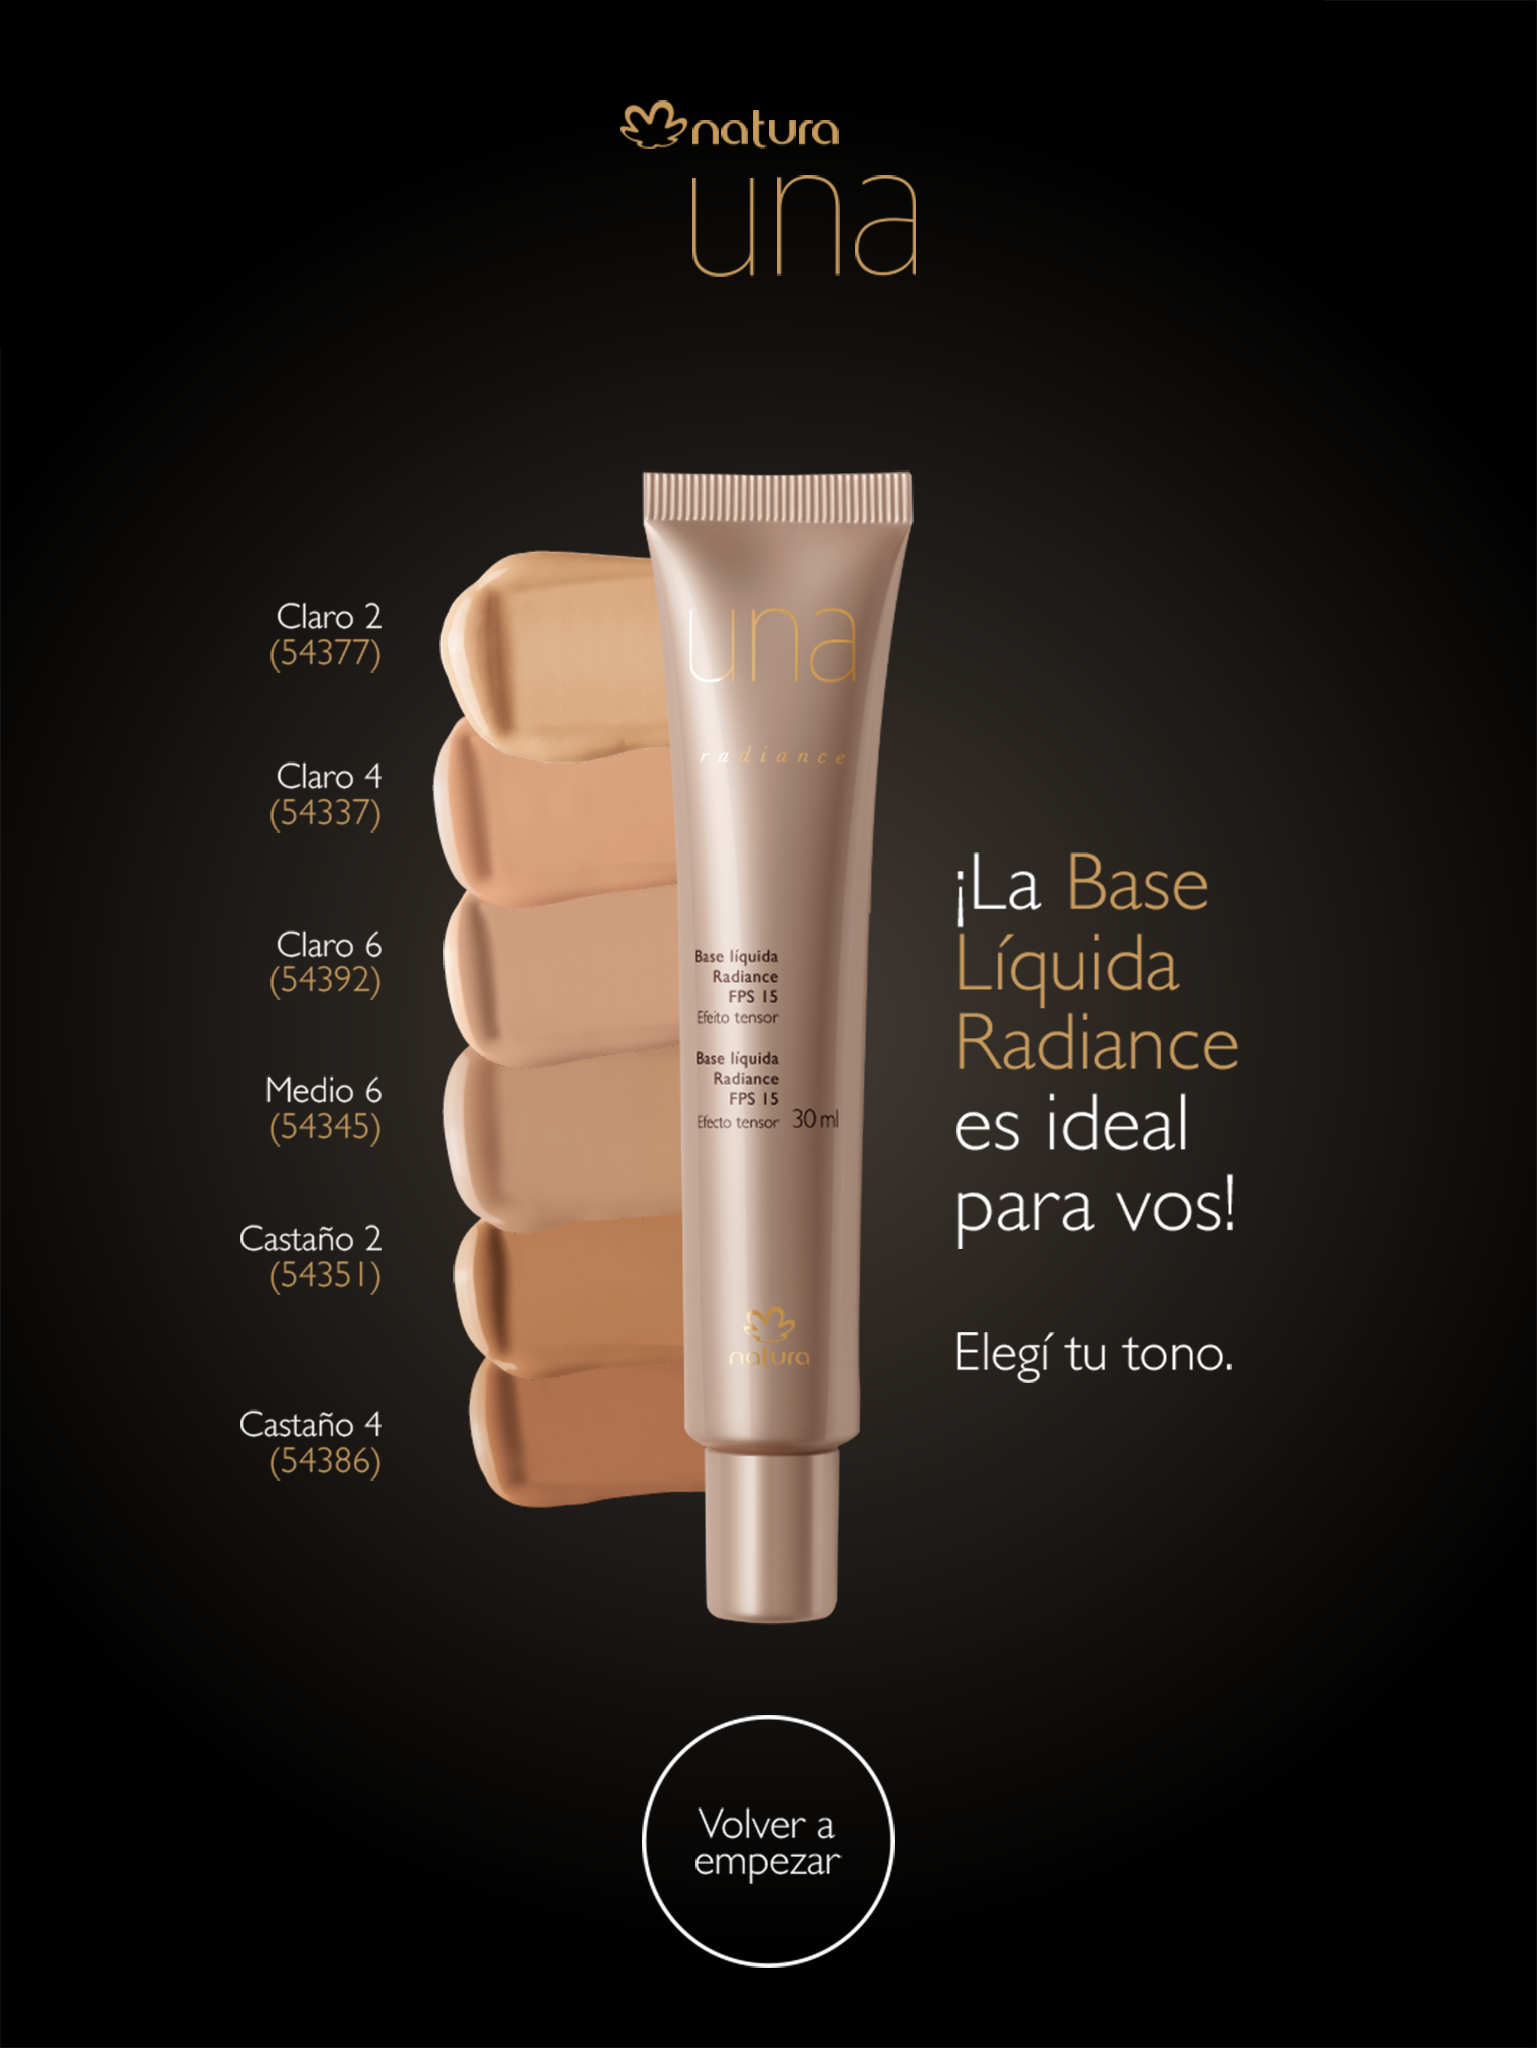 natura
una
Claro 2
(54377)
Claro 4
(54337)
Claro 6
(54392)
Medio 6
(54345)
Castaño 2
(54351)
Castaño 4
(54386)
una
radiance
Base líquida
Radiance
FPS 15
Efeito tensor
Base líquida
Radiance
FPS 15
Efecto tensor 30 ml
natura
¡La Base
Líquida
Radiance
es ideal
para vos!
Elegí tu tono.
Volver a
empezar